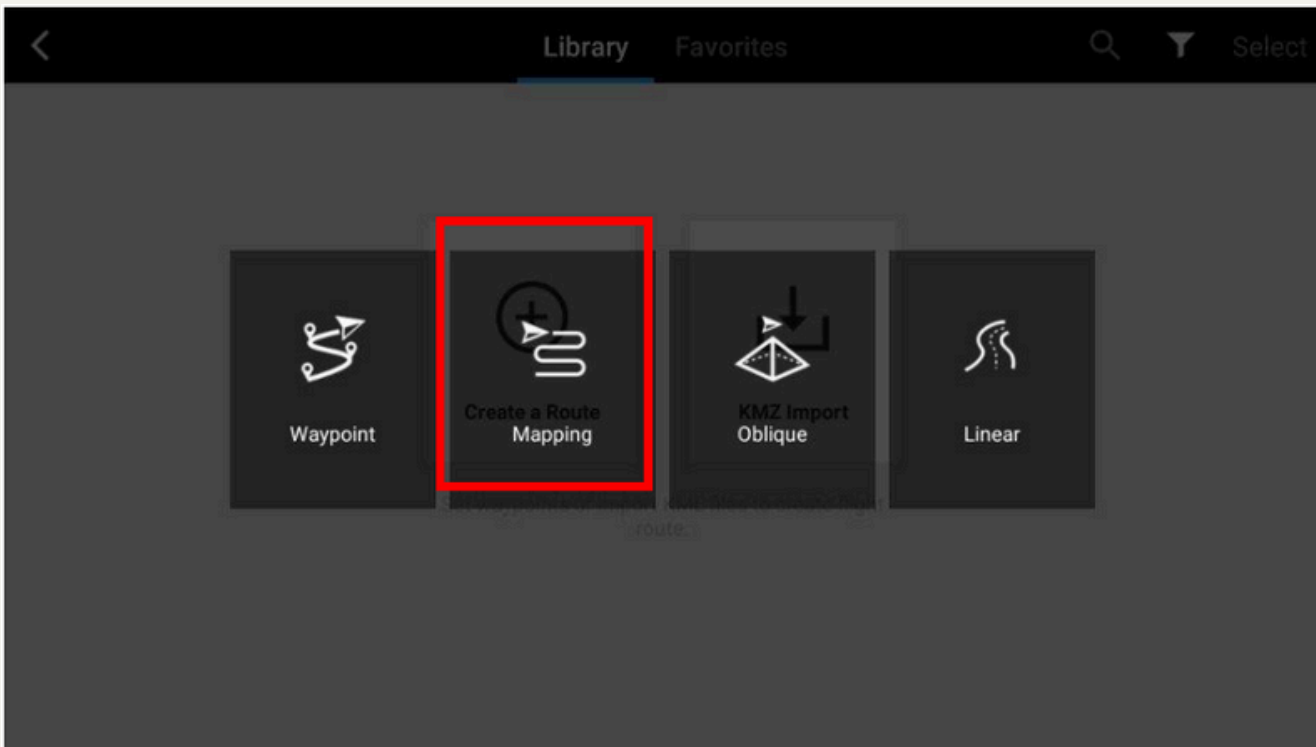 Library Favorites Select
Create a Route KMZ Import
Waypoint Mapping Oblique Linear
route.